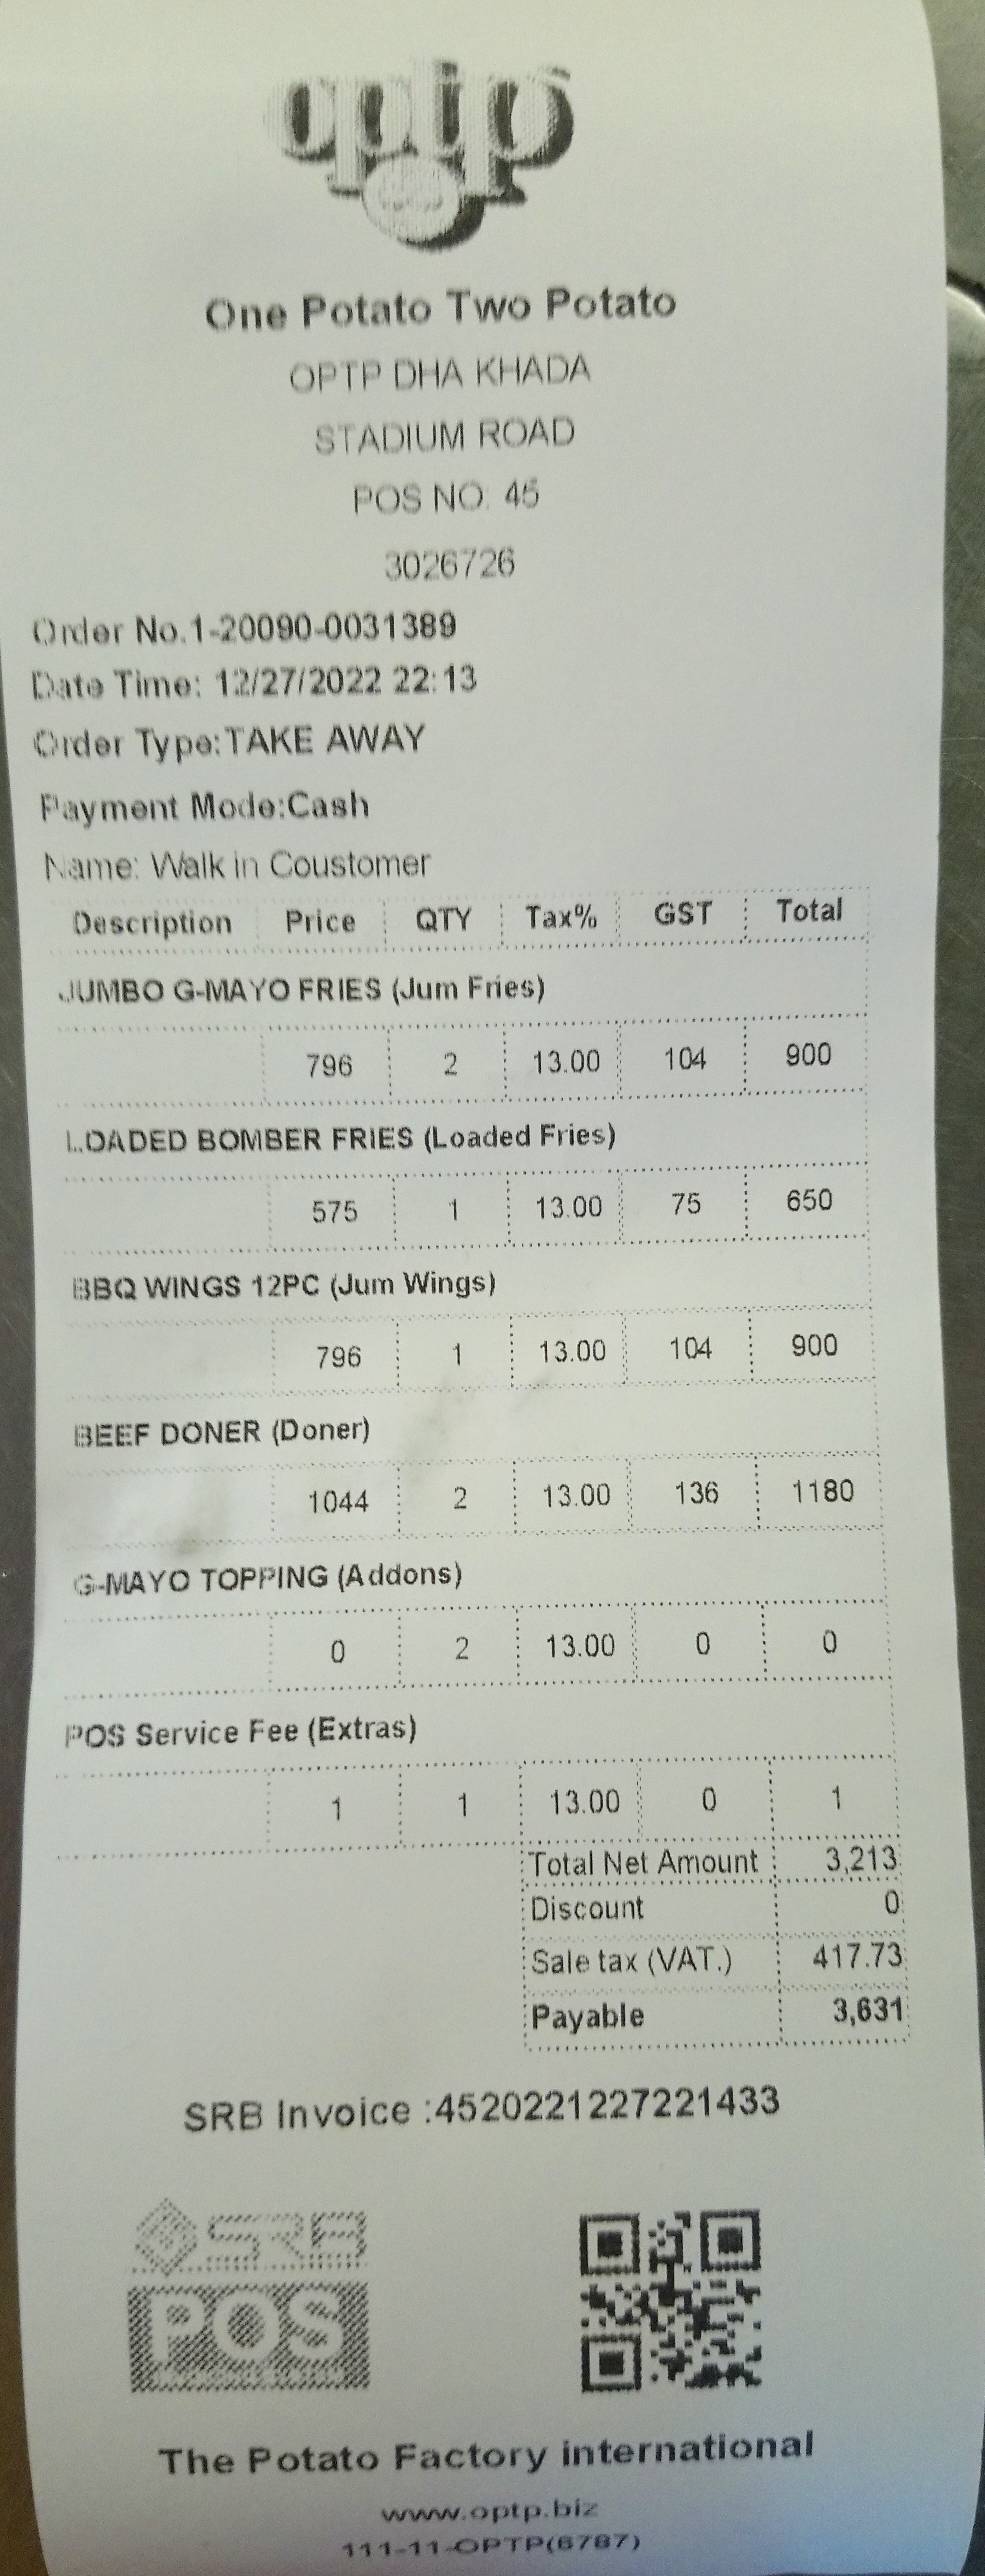 optp
One Potato Two Potato
OPTP DHA KHADA
STADIUM ROAD
POS NO. 45
3026726
Order No.1-20090-0031389
Date Time: 12/27/2022 22:13
Order Type:TAKE AWAY
Payment Mode:Cash
Name: Walk in Coustomer
Description Price QTY Tax% GST Total
JUMBO G-MAYO FRIES (Jum Fries)
796 2 13.00 104 900
LOADED BOMBER FRIES (Loaded Fries)
575 1 13.00 75 650
BBQ WINGS 12PC (Jum Wings)
796 1 13.00 104 900
BEEF DONER (Doner)
1044 2 13.00 136 1180
G-MAYO TOPPING (Addons)
0 2 13.00 0 0
POS Service Fee (Extras)
1 1 13.00 0 1
Total Net Amount 3,213
Discount 0
Sale tax (VAT.) 417.73
Payable 3,631
SRB Invoice :4520221227221433
SRB
POS
The Potato Factory international
www.optp.biz
111-11-OPTP(6787)